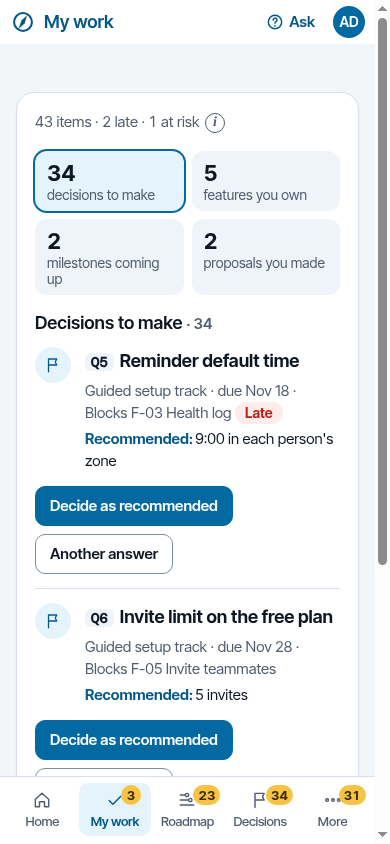 My work
Ask
AD
43 items · 2 late · 1 at risk i
34
decisions to make
5
features you own
2
milestones coming
up
2
proposals you made
Decisions to make · 34
Q5 Reminder default time
Guided setup track · due Nov 18 ·
Blocks F-03 Health log Late
Recommended: 9:00 in each person's
zone
Decide as recommended
Another answer
Q6 Invite limit on the free plan
Guided setup track · due Nov 28 ·
Blocks F-05 Invite teammates
Recommended: 5 invites
Decide as recommended
3
23
34
31
Home
My work
Roadmap
Decisions
More